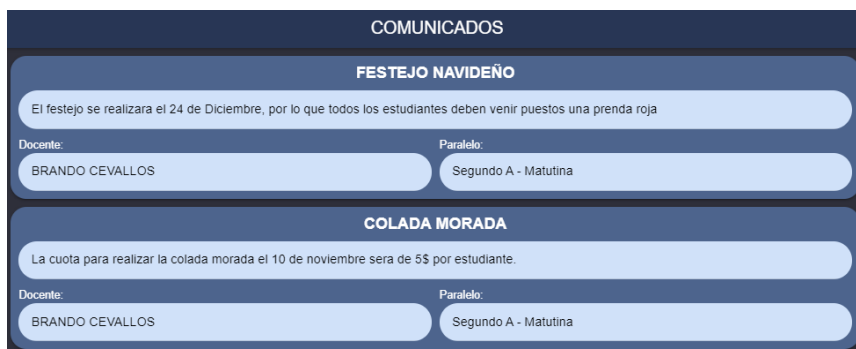 COMUNICADOS
FESTEJO NAVIDEÑO
El festejo se realizara el 24 de Diciembre, por lo que todos los estudiantes deben venir puestos una prenda roja
Docente: Paralelo:
BRANDO CEVALLOS Segundo A - Matutina
COLADA MORADA
La cuota para realizar la colada morada el 10 de noviembre sera de 5$ por estudiante.
Docente: Paralelo:
BRANDO CEVALLOS Segundo A - Matutina